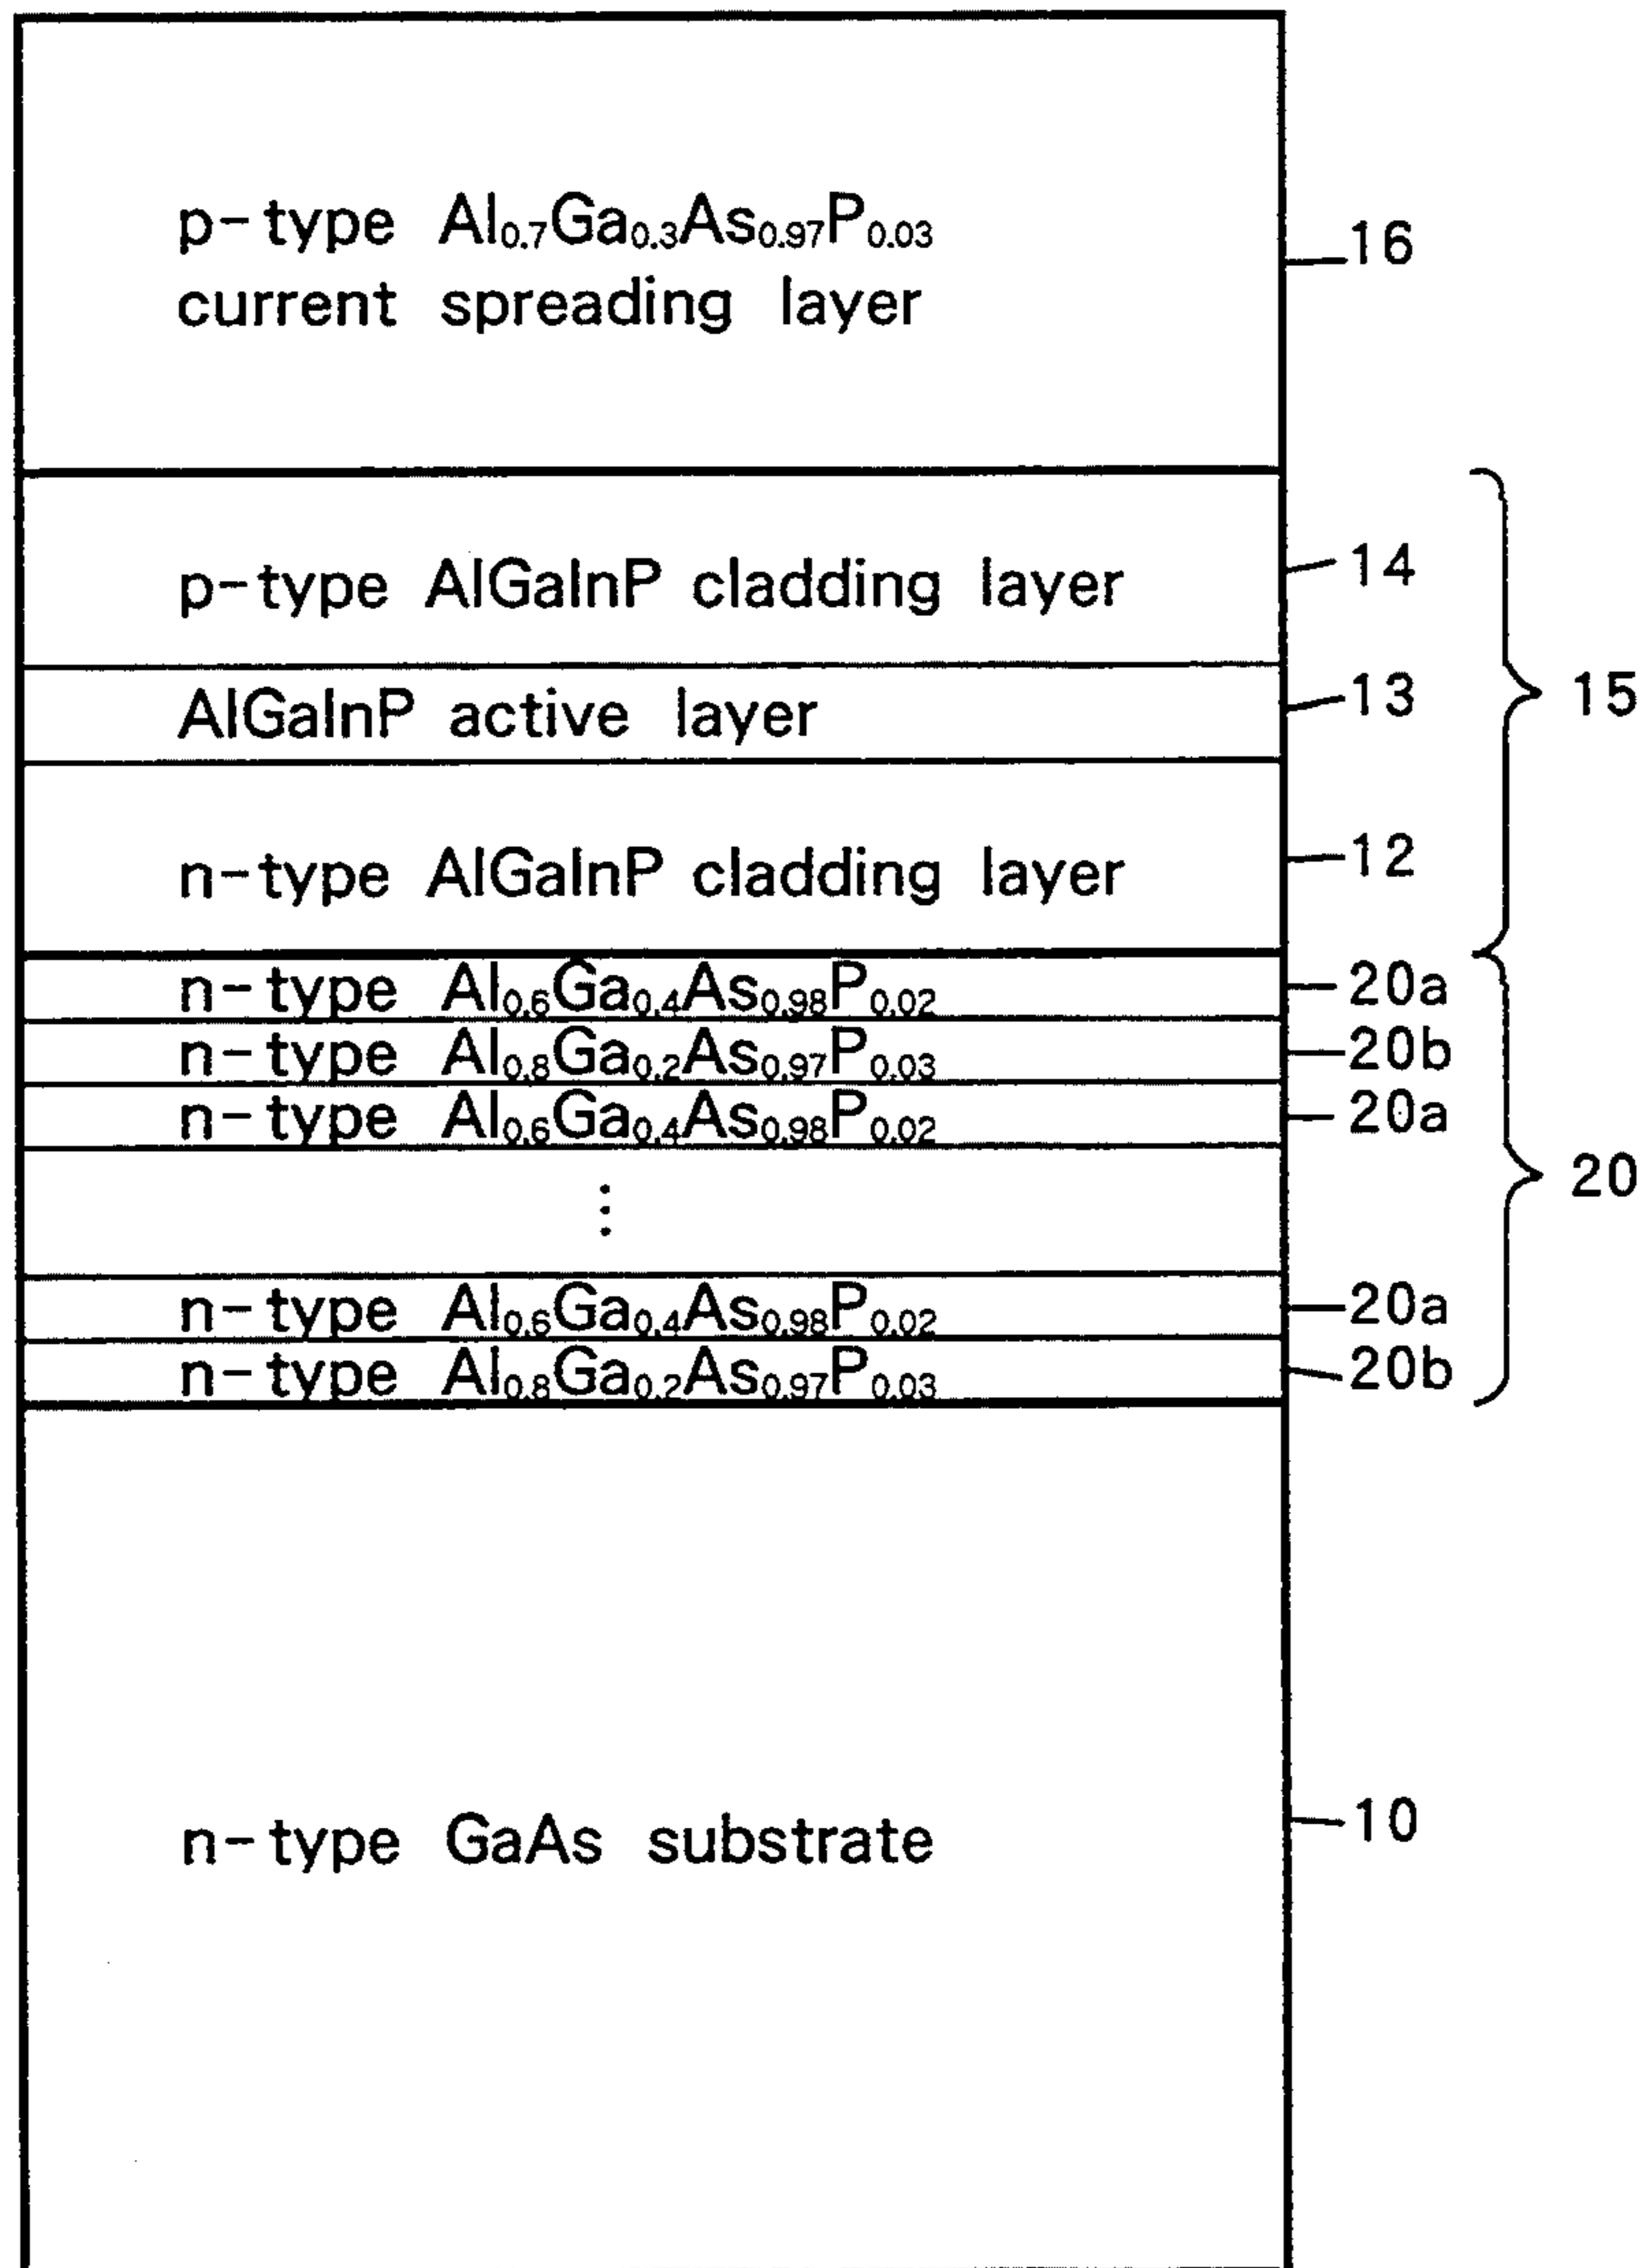 p-type Al0.7Ga0.3As0.97P0.03
current spreading layer
16
p-type AlGaInP cladding layer
14
AlGaInP active layer
13
15
n-type AlGaInP cladding layer
12
n-type Al0.6Ga0.4As0.98P0.02
20a
n-type Al0.8Ga0.2As0.97P0.03
20b
n-type Al0.6Ga0.4As0.98P0.02
20a
⋮
20
n-type Al0.6Ga0.4As0.98P0.02
20a
n-type Al0.8Ga0.2As0.97P0.03
20b
n-type GaAs substrate
10